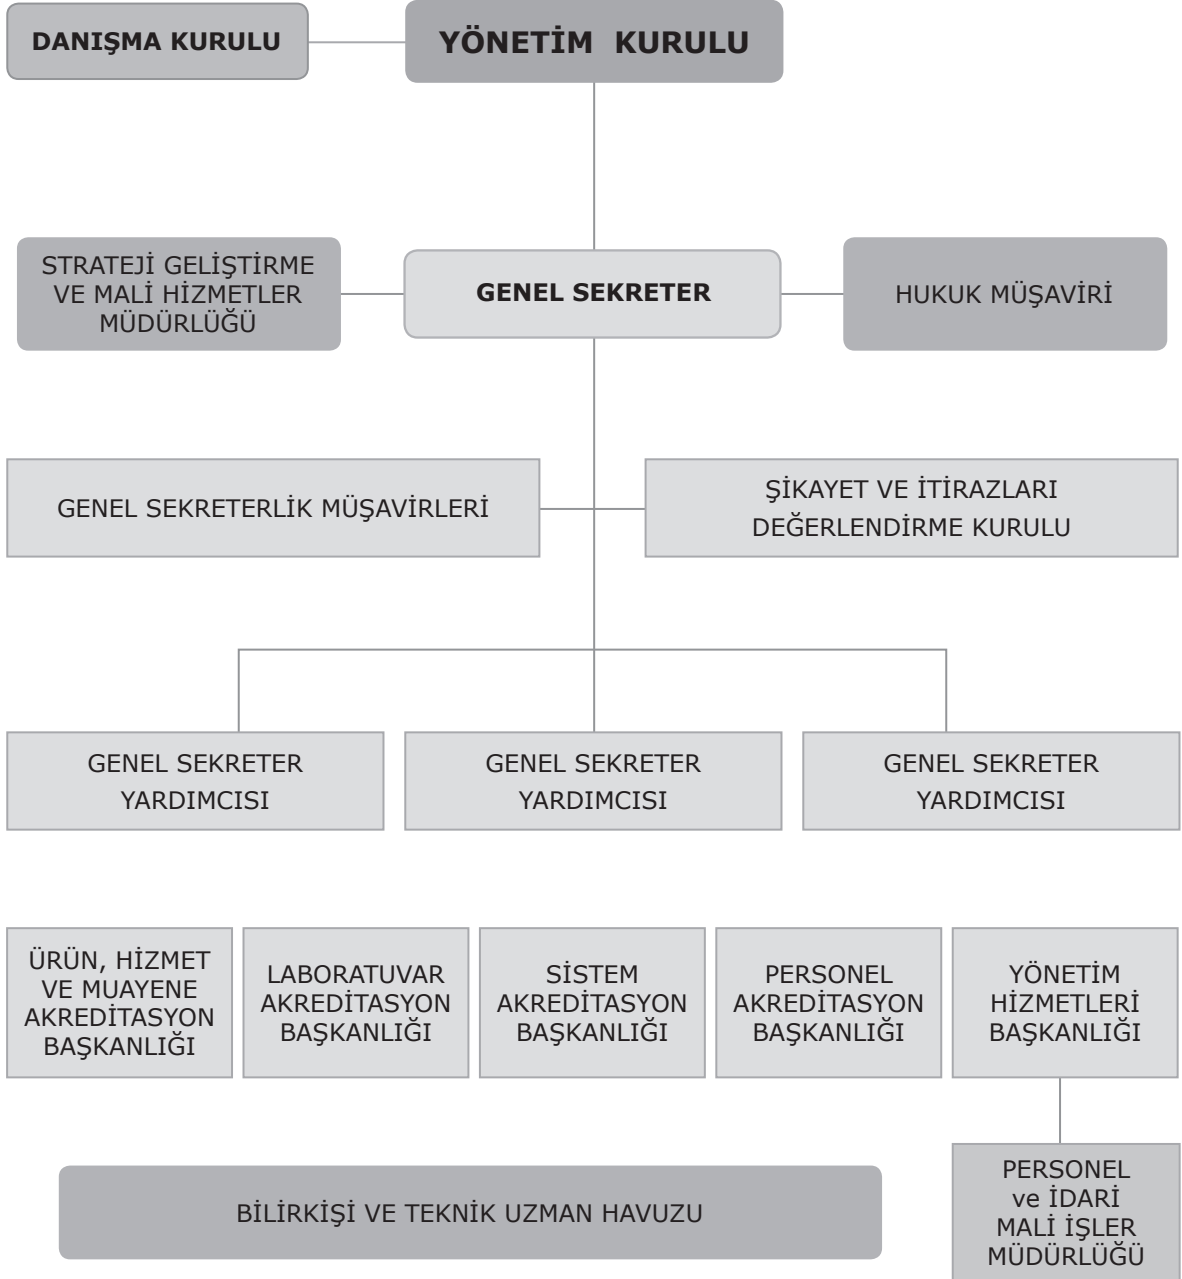 DANIŞMA KURULU
YÖNETİM KURULU
STRATEJİ GELİŞTİRME
VE MALİ HİZMETLER
MÜDÜRLÜĞÜ
GENEL SEKRETER
HUKUK MÜŞAVİRİ
GENEL SEKRETERLİK MÜŞAVİRLERİ
ŞİKAYET VE İTİRAZLARI
DEĞERLENDİRME KURULU
GENEL SEKRETER
YARDIMCISI
GENEL SEKRETER
YARDIMCISI
GENEL SEKRETER
YARDIMCISI
ÜRÜN, HİZMET
VE MUAYENE
AKREDİTASYON
BAŞKANLIĞI
LABORATUVAR
AKREDİTASYON
BAŞKANLIĞI
SİSTEM
AKREDİTASYON
BAŞKANLIĞI
PERSONEL
AKREDİTASYON
BAŞKANLIĞI
YÖNETİM
HİZMETLERİ
BAŞKANLIĞI
BİLİRKİŞİ VE TEKNİK UZMAN HAVUZU
PERSONEL
ve İDARİ
MALİ İŞLER
MÜDÜRLÜĞÜ